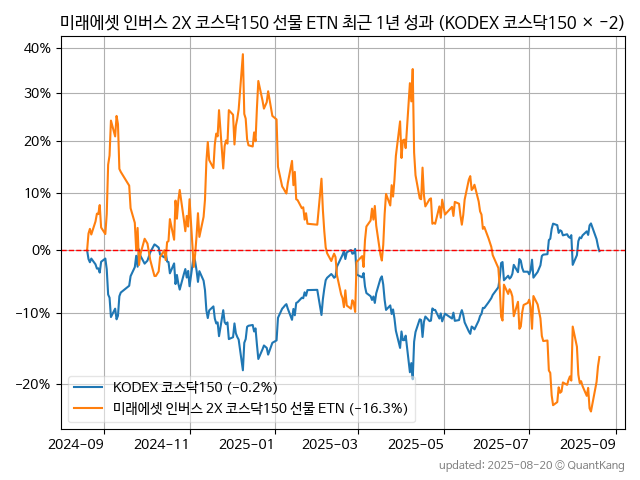 미래에셋 인버스 2X 코스닥150 선물 ETN 최근 1년 성과 (KODEX 코스닥150 × −2)
40%
30%
20%
10%
0%
−10%
−20%
KODEX 코스닥150 (−0.2%)
미래에셋 인버스 2X 코스닥150 선물 ETN (−16.3%)
2024-09 2024-11 2025-01 2025-03 2025-05 2025-07 2025-09
updated: 2025-08-20 © QuantKang